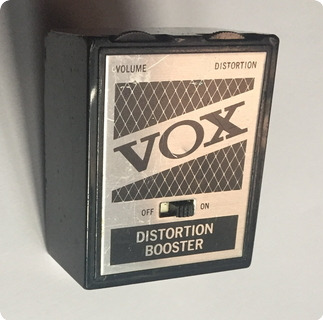 VOLUME DISTORTION
VOX
OFF ON
DISTORTION
BOOSTER